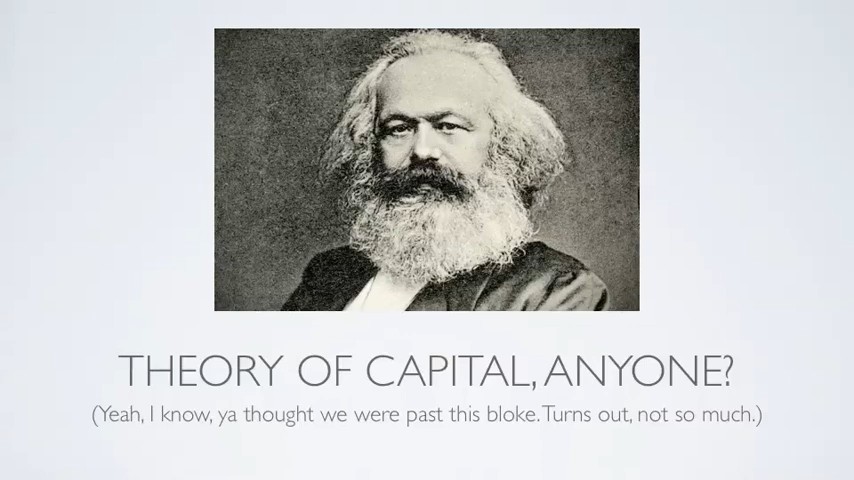 THEORY OF CAPITAL, ANYONE?
(Yeah, I know, ya thought we were past this bloke. Turns out, not so much.)